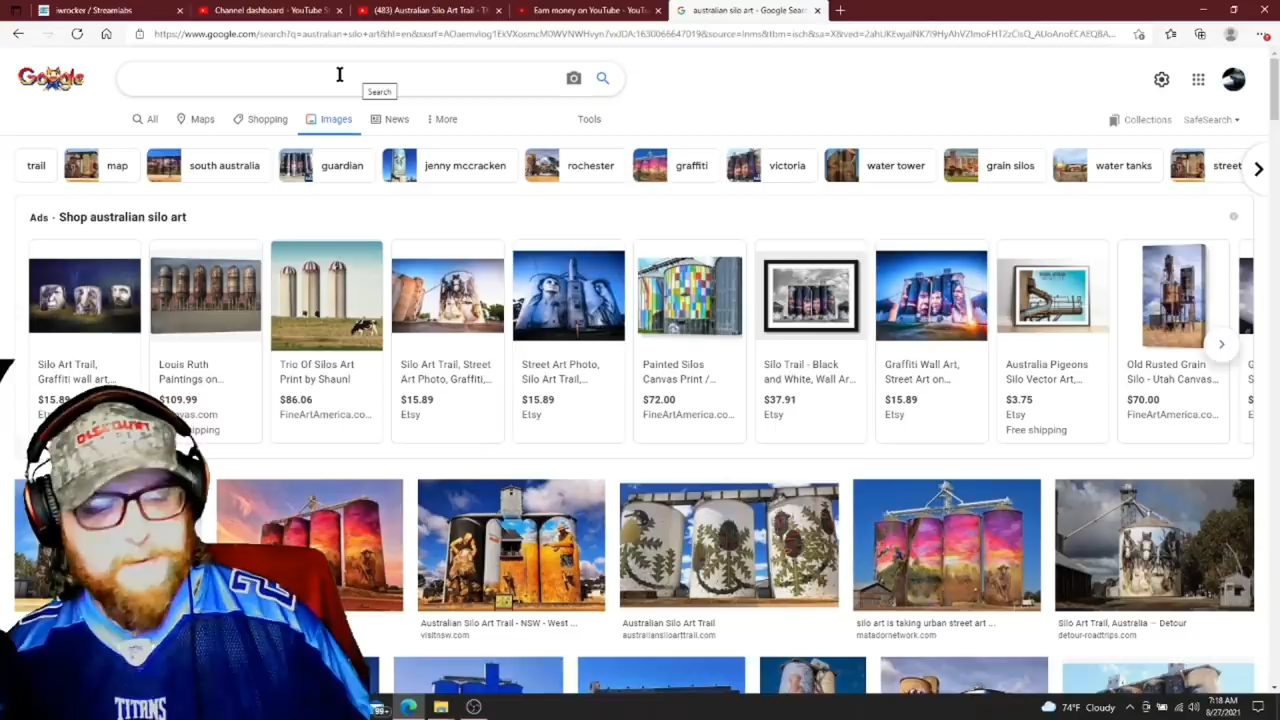 iwrocker / Streamlabs
Channel dashboard - YouTube S
(483) Australian Silo Art Trail - Th
Earn money on YouTube - YouTu
australian silo art - Google Sear
Google
Search
All
Maps
Shopping
Images
News
More
Tools
Collections
SafeSearch
trail
map
south australia
guardian
jenny mccracken
rochester
graffiti
victoria
water tower
grain silos
water tanks
street
Ads · Shop australian silo art
Silo Art Trail,
Graffiti wall art,...
$15.89
Louis Ruth
Paintings on...
$109.99
Trio Of Silos Art
Print by Shaunl
$86.06
FineArtAmerica.co...
Silo Art Trail, Street
Art Photo, Graffiti,...
$15.89
Etsy
Street Art Photo,
Silo Art Trail,...
$15.89
Etsy
Painted Silos
Canvas Print /...
$72.00
FineArtAmerica.co...
Silo Trail - Black
and White, Wall Ar...
$37.91
Etsy
Graffiti Wall Art,
Street Art on...
$15.89
Etsy
Australia Pigeons
Silo Vector Art,...
$3.75
Etsy
Free shipping
Old Rusted Grain
Silo - Utah Canvas...
$70.00
FineArtAmerica.co...
Australian Silo Art Trail - NSW - West ...
visitnsw.com
Australian Silo Art Trail
australiansiloarttrail.com
silo art is taking urban street art ...
matadornetwork.com
Silo Art Trail, Australia — Detour
detour-roadtrips.com
TITANS
99+
74°F Cloudy
7:18 AM
8/27/2021